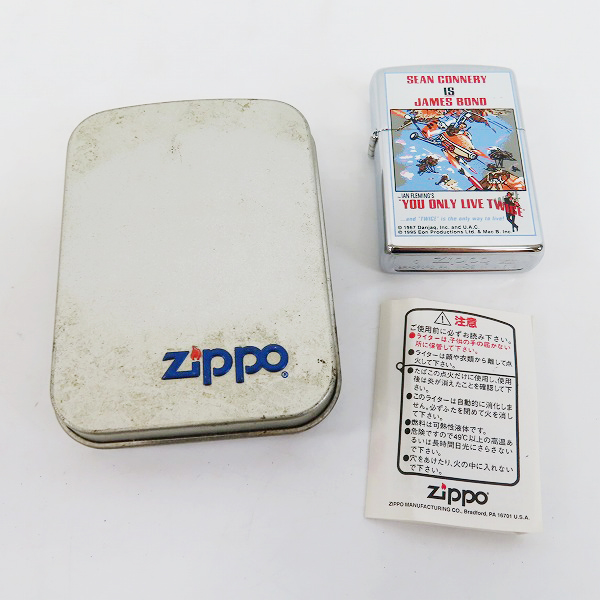 zippo®
SEAN CONNERY
IS
JAMES BOND
...IAN FLEMING'S
"YOU ONLY LIVE TWICE"
...and "TWICE" is the only way to live!
© 1967 Danjaq, Inc. and U.A.C.
© 1995 Eon Productions Ltd. & Mac B. Inc.
注意
ご使用前に必ずお読み下さい。
●ライターは、子供の手の届かない
所に保管して下さい。
●ライターは顔や衣類から離して点
火して下さい。
●たばこの点火だけに使用し、使用
後は炎が消えたことを確認して下
さい。
●このライターは自動的に消化しま
せん。必ずふたを閉めて火を消し
て下さい。
●燃料は可熱性液体です。
●危険ですので49℃以上の高温あ
るいは長時間日光にさらさない
で下さい。
●穴をあけたり、火の中に入れない
で下さい。
zippo®
ZIPPO MANUFACTURING CO., Bradford, PA 16701 U.S.A.